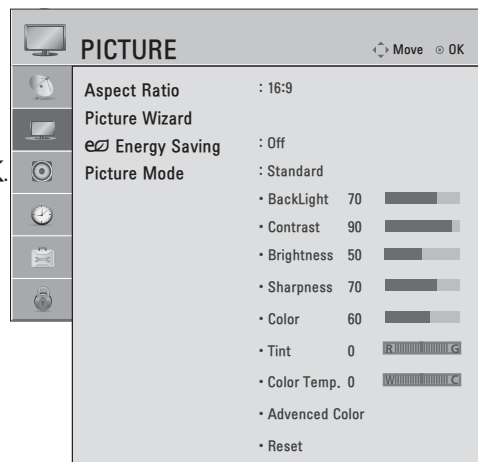 PICTURE
Move ⊙ OK
Aspect Ratio : 16:9
Picture Wizard
Energy Saving : Off
Picture Mode : Standard
• BackLight 70
• Contrast 90
• Brightness 50
• Sharpness 70
• Color 60
• Tint 0 R G
• Color Temp. 0 W C
• Advanced Color
• Reset